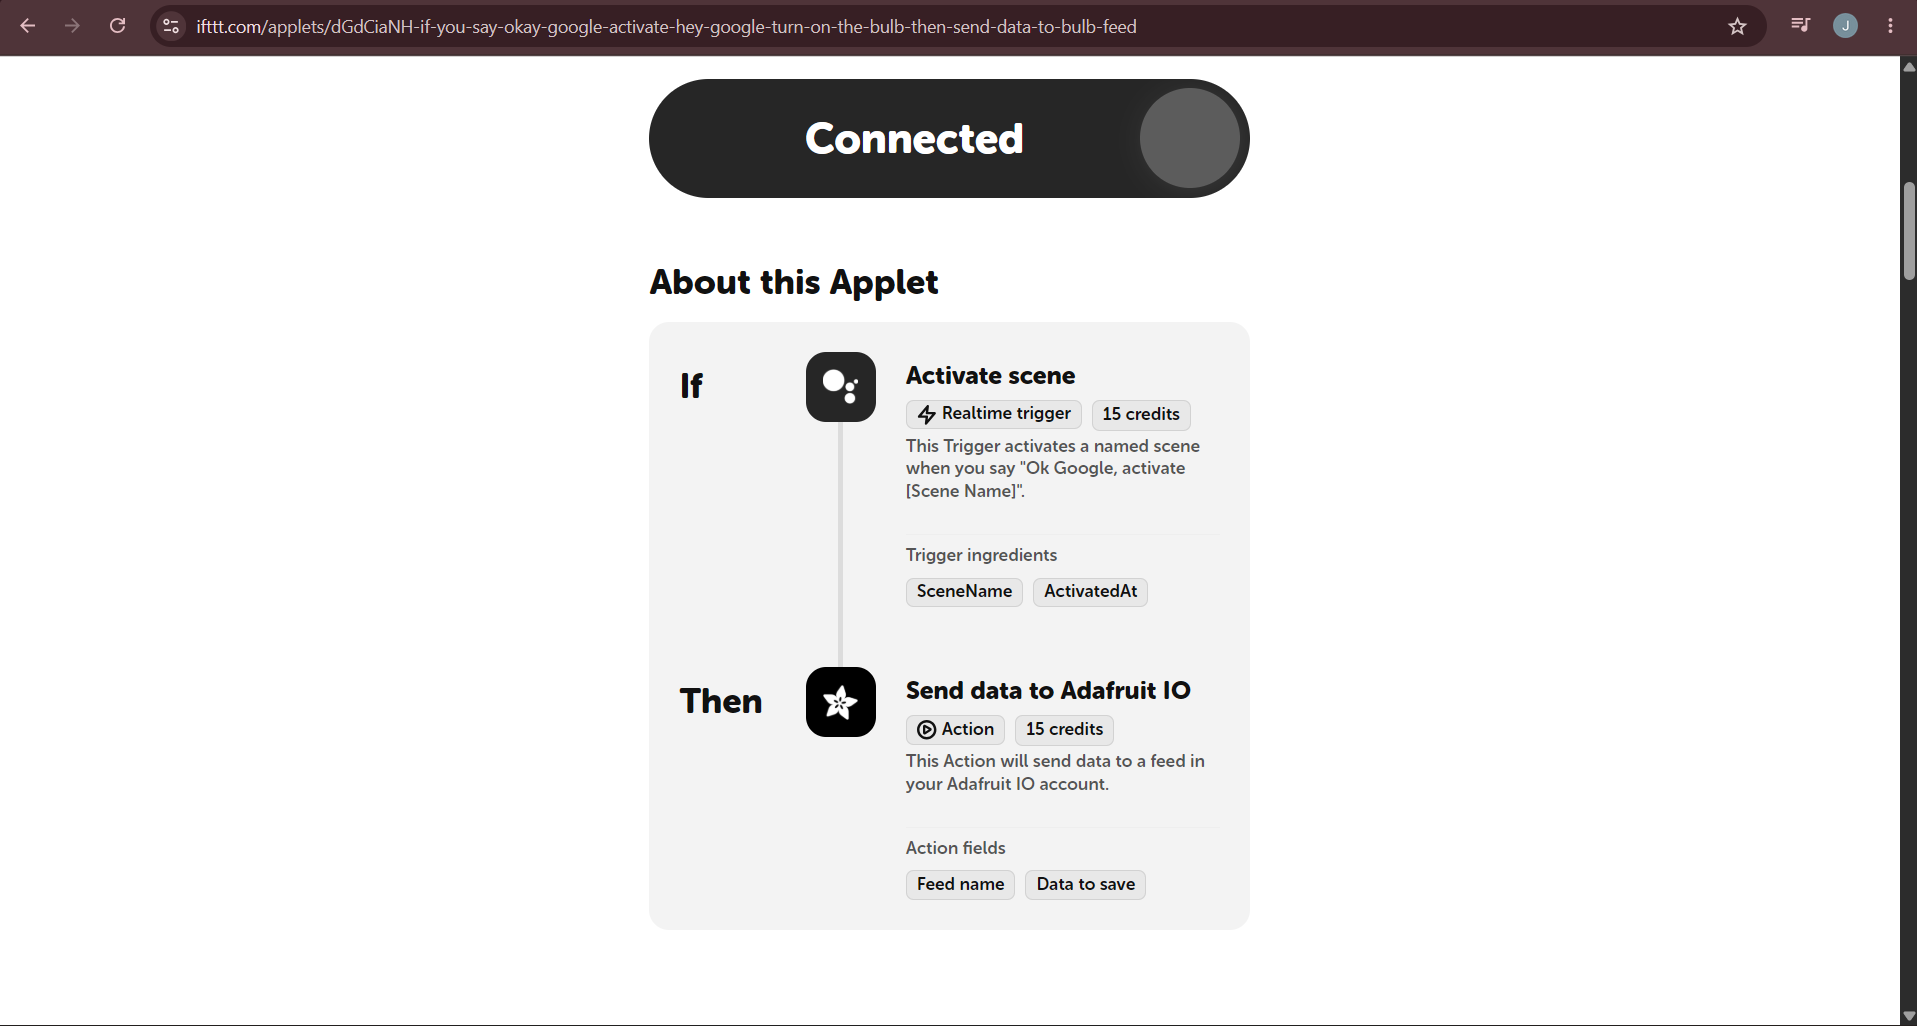 ifttt.com/applets/dGdCiaNH-if-you-say-okay-google-activate-hey-google-turn-on-the-bulb-then-send-data-to-bulb-feed
J
Connected
About this Applet
If
Activate scene
Realtime trigger
15 credits
This Trigger activates a named scene
when you say "Ok Google, activate
[Scene Name]".
Trigger ingredients
SceneName
ActivatedAt
Then
Send data to Adafruit IO
Action
15 credits
This Action will send data to a feed in
your Adafruit IO account.
Action fields
Feed name
Data to save